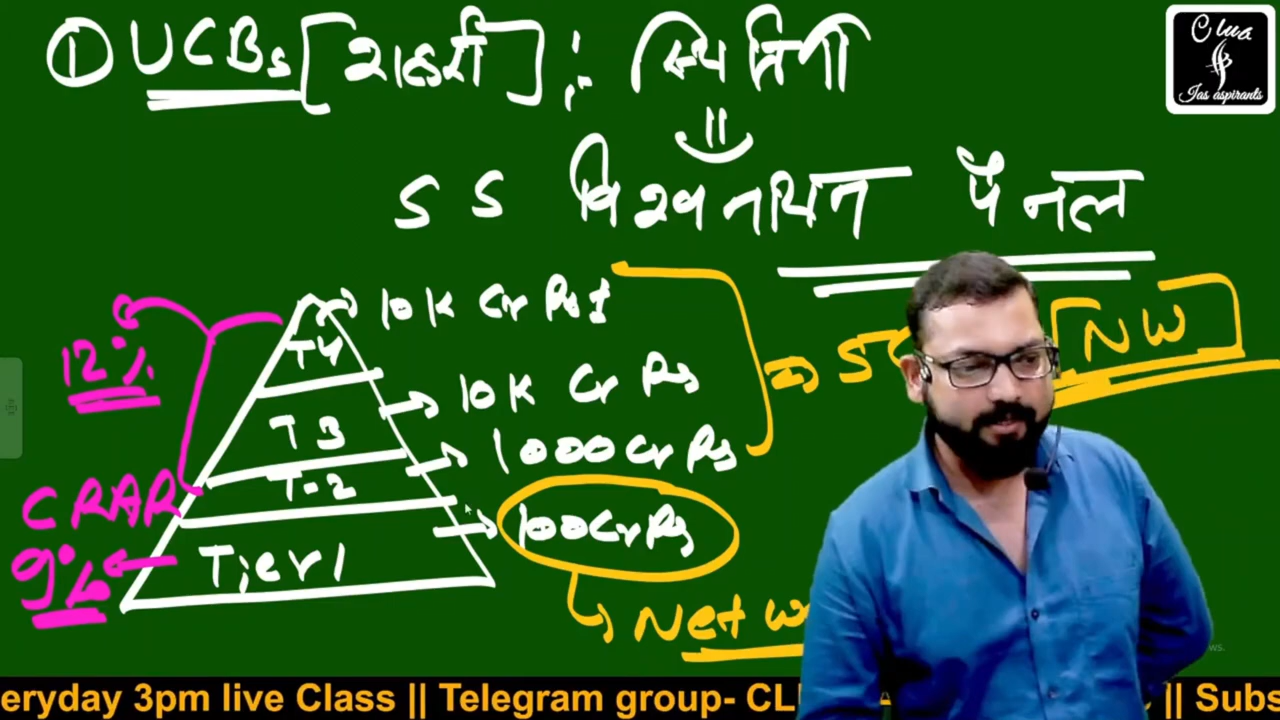 ① UCBs [शहरी] :- स्थिति
SS विश्वनाथन पैनल
10K Cr Rs ↑
12%
T4
NW
10K Cr Rs
T3
1000 Cr Rs
T-2
CRAR
100 Cr Rs
9%
Tier 1
Net
eryday 3pm live Class || Telegram group- CL
|| Subs
Clue
Ias aspirants